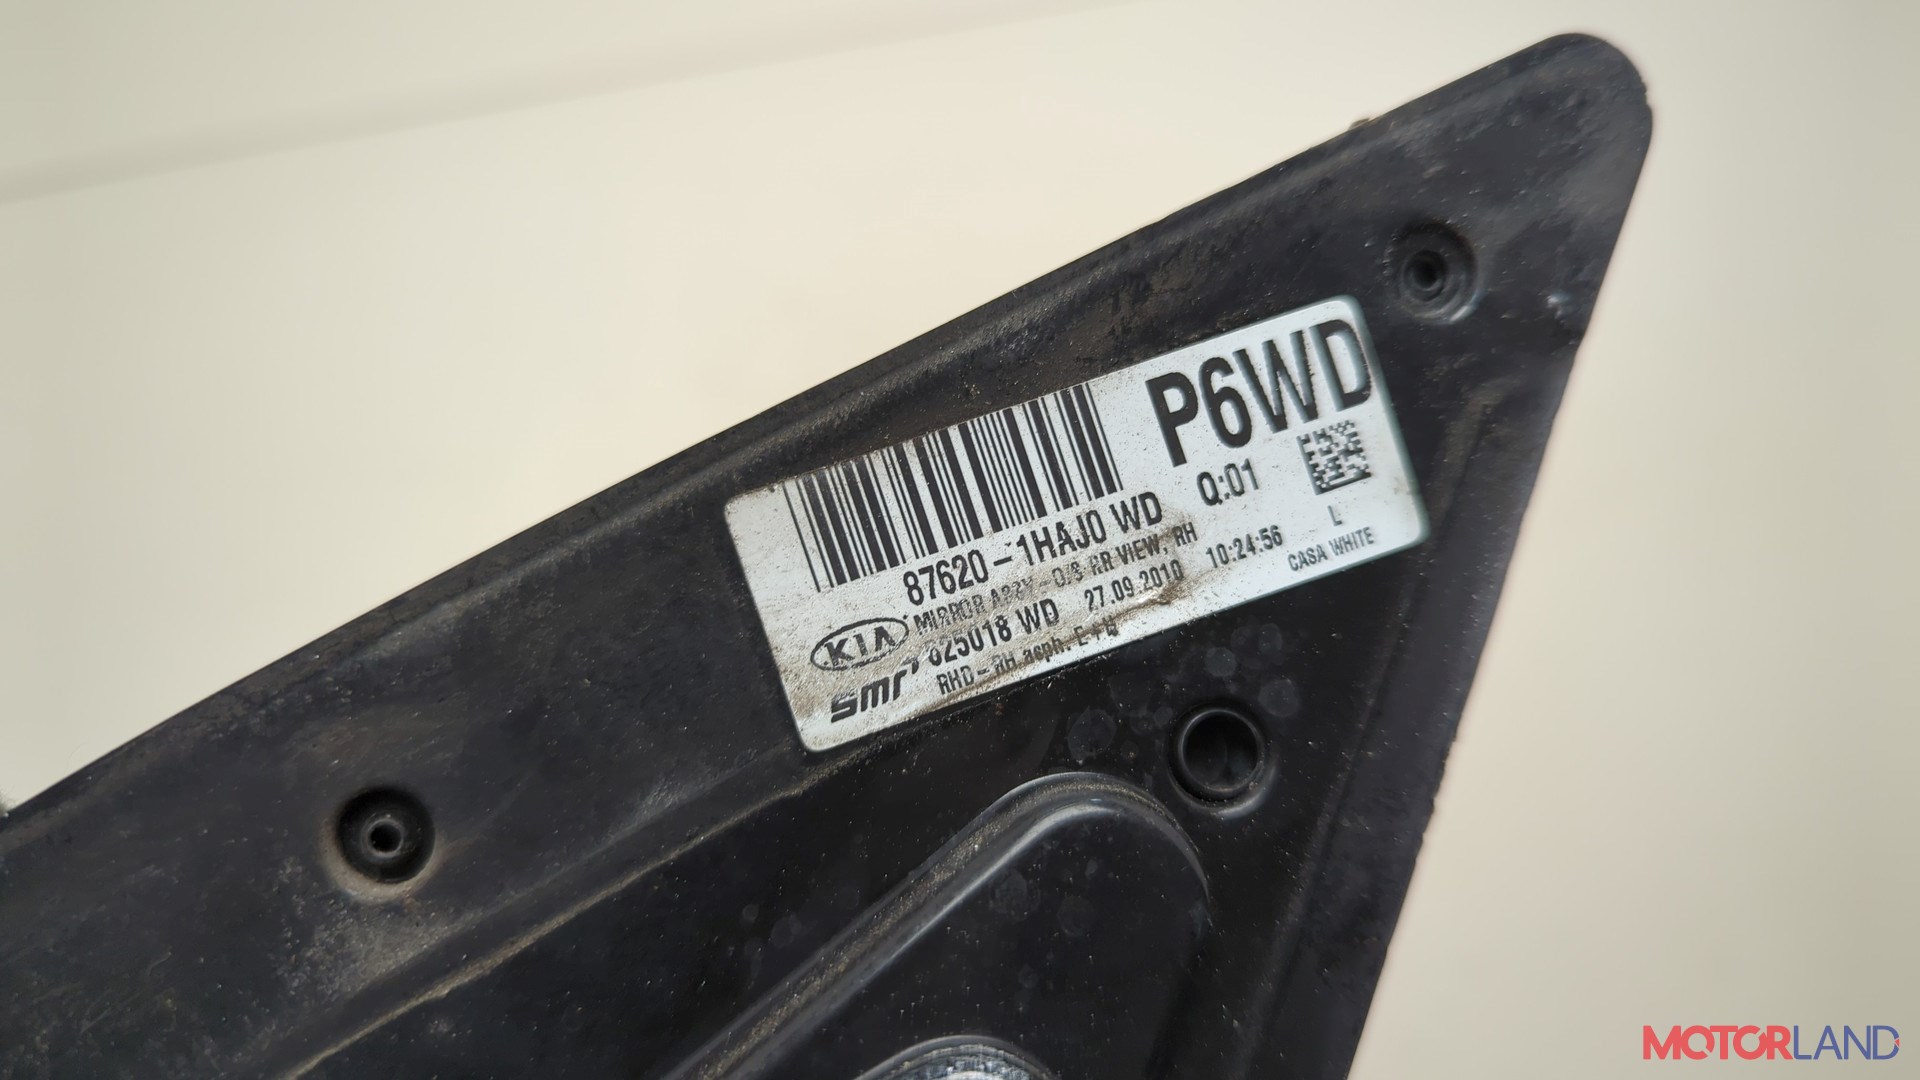 P6WD
Q:01
L
87620-1HAJ0 WD
MIRROR ASSY-O/S RR VIEW, RH
27.09.2010 10:24:56
CASA WHITE
KIA
smr 825018 WD
RHD-RH asph.
MOTORLAND